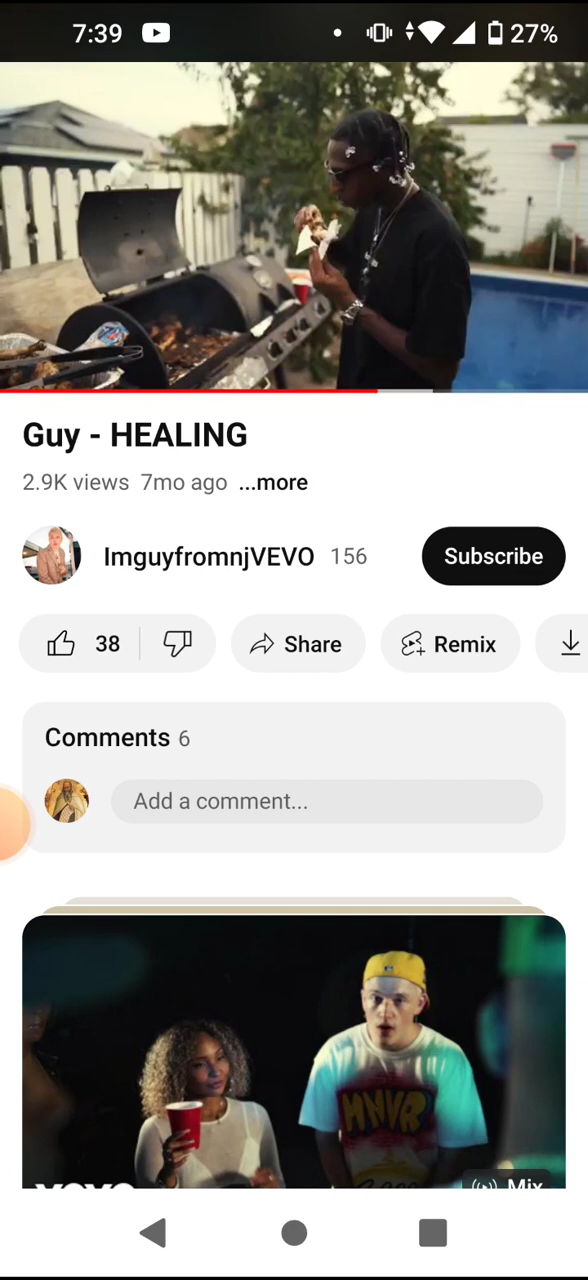 7:39
27%
Guy - HEALING
2.9K views 7mo ago ...more
ImguyfromnjVEVO 156
Subscribe
38
Share
Remix
Comments 6
Add a comment...
MNVR
vevo
Mix